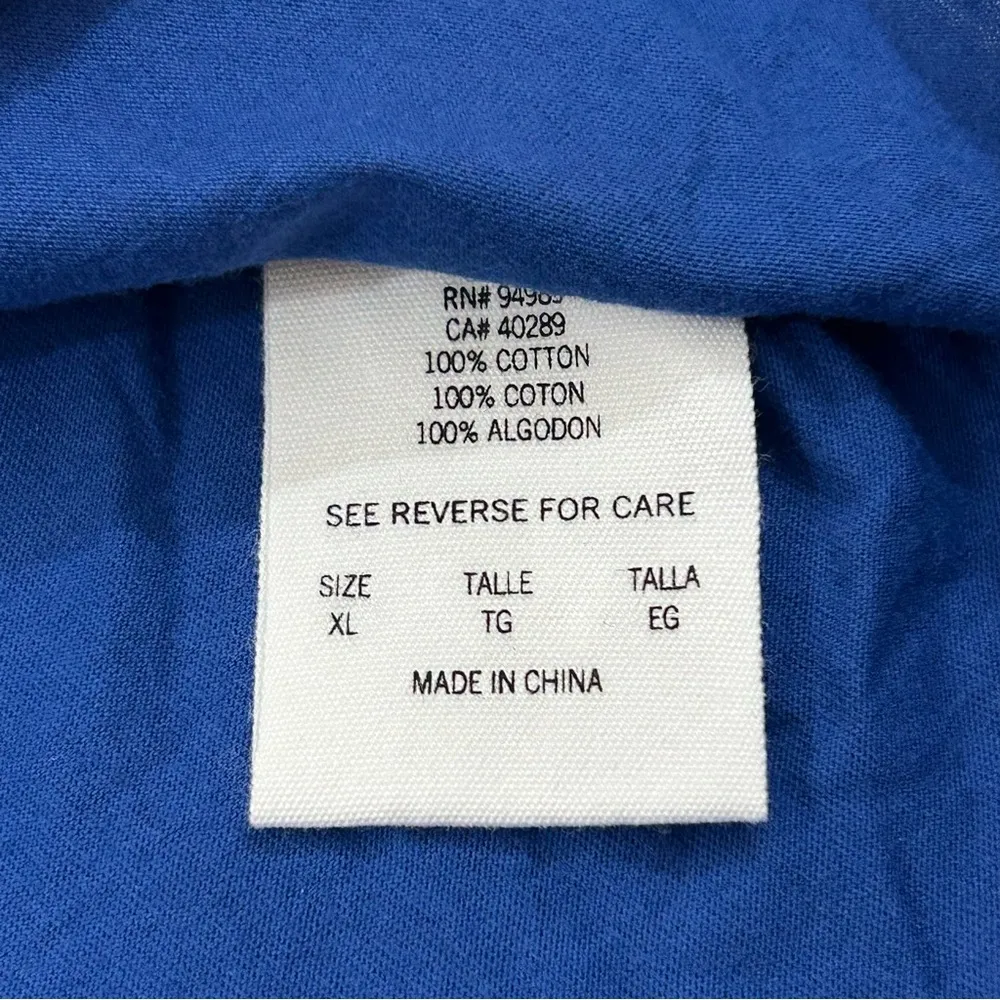 RN#
CA# 40289
100% COTTON
100% COTON
100% ALGODON
SEE REVERSE FOR CARE
SIZE TALLE TALLA
XL TG EG
MADE IN CHINA